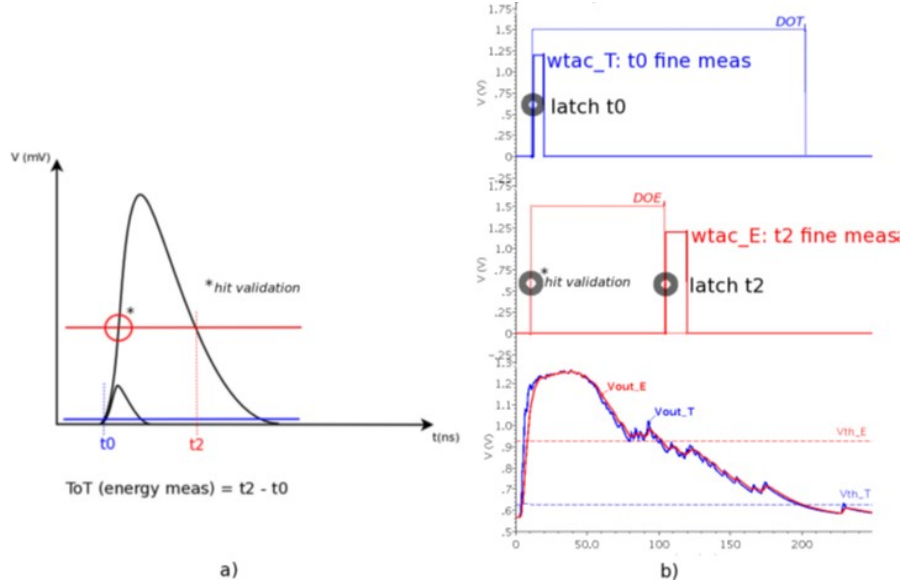 V (mV)
*
*hit validation
t0
t2
t(ns)
ToT (energy meas) = t2 - t0
a)
1.75
1.5
1.25
1.0
.75
.5
.25
0
-.25
V (V)
DOT
wtac_T: t0 fine meas
latch t0
1.75
1.5
1.25
1.0
.75
.5
.25
0
-.25
V (V)
DOE
wtac_E: t2 fine meas
*hit validation
latch t2
1.3
1.2
1.1
1.0
.9
.8
.7
.6
.5
V (V)
Vout_E
Vout_T
Vth_E
Vth_T
0
50.0
100
200
b)